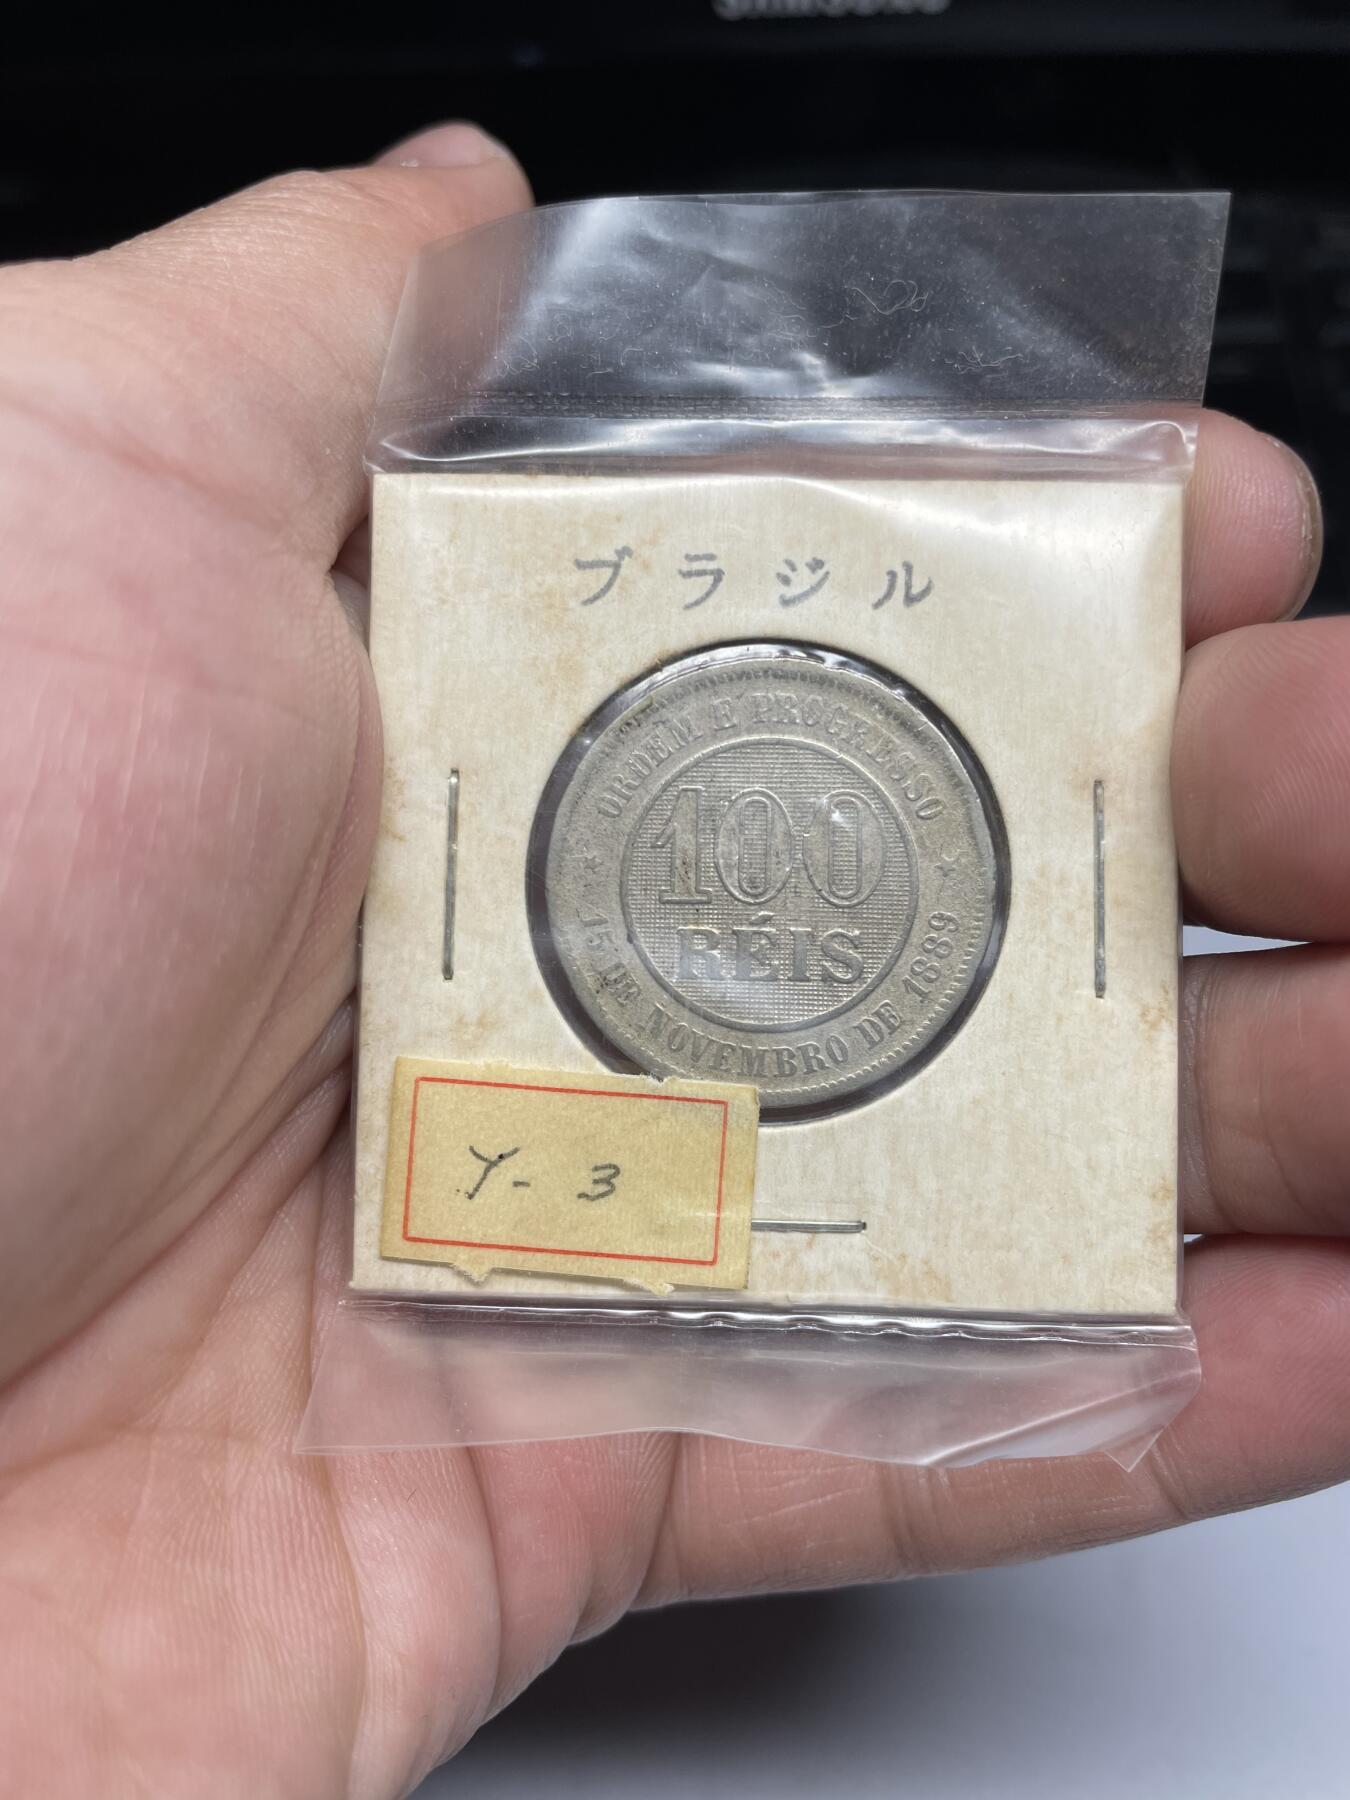 ブラジル
ORDEM E PROGRESSO
100
RÉIS
15 DE NOVEMBRO DE 1889
Y- 3